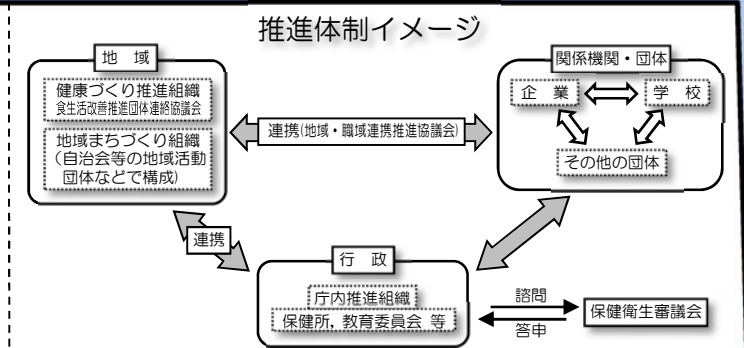 推進体制イメージ
地　域
健康づくり推進組織
食生活改善推進団体連絡協議会
地域まちづくり組織
(自治会等の地域活動
団体などで構成)
連携(地域・職域連携推進協議会)
関係機関・団体
企　業
学　校
その他の団体
連携
行　政
庁内推進組織
保健所, 教育委員会 等
諮問
答申
保健衛生審議会